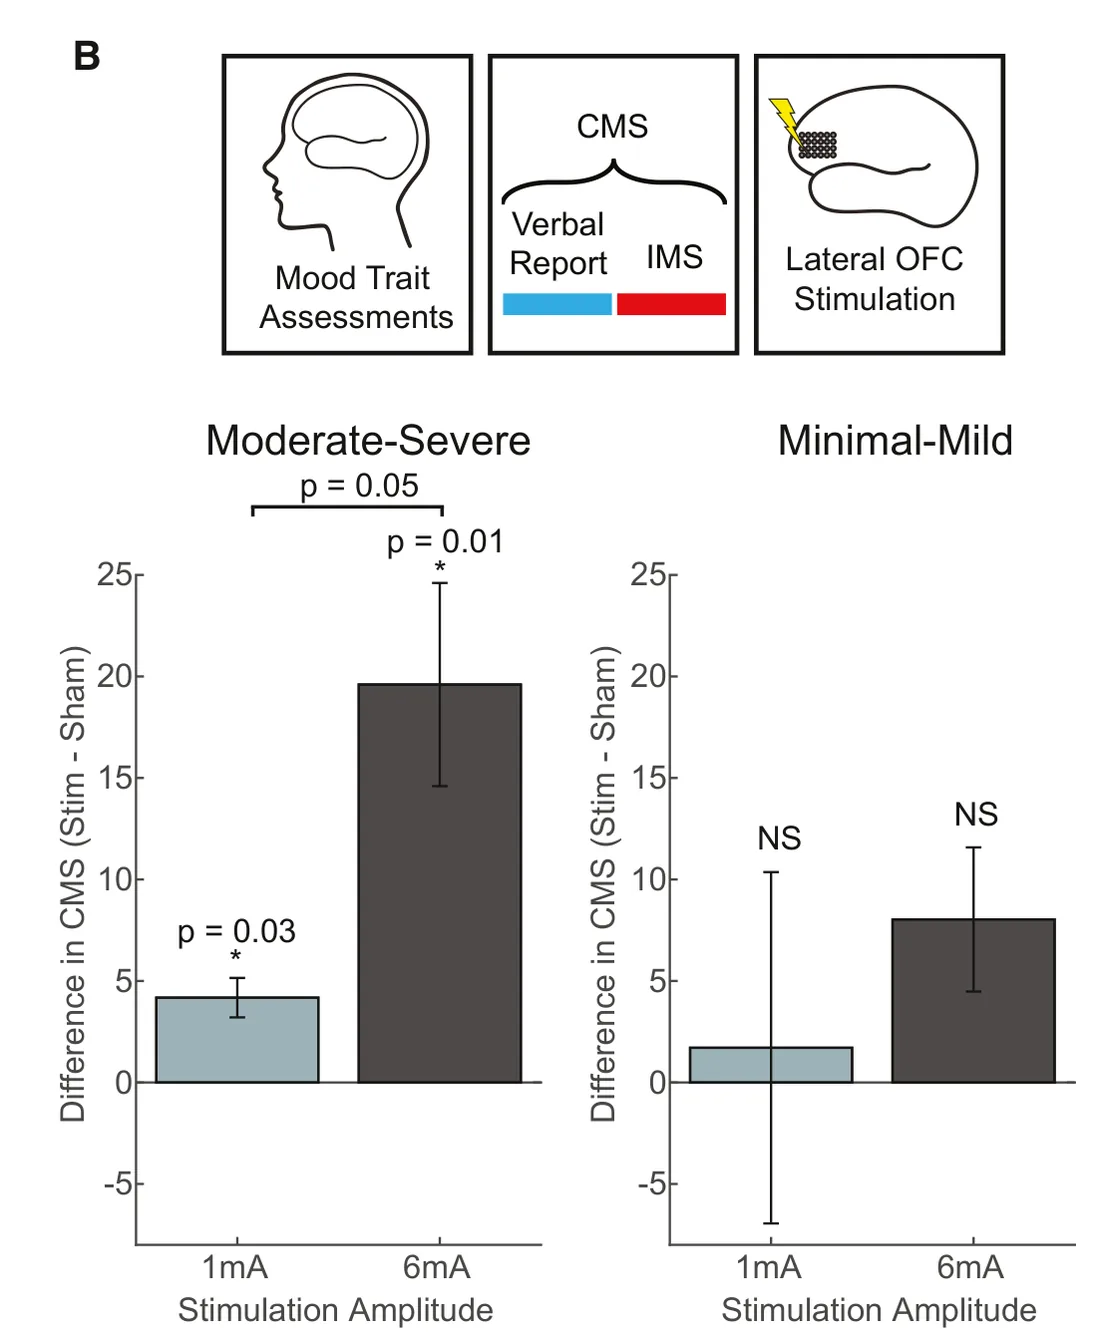 B
Mood Trait
Assessments
CMS
Verbal
Report
IMS
Lateral OFC
Stimulation
Moderate-Severe
p = 0.05
p = 0.01
*
p = 0.03
*
25
20
15
10
5
0
-5
Difference in CMS (Stim - Sham)
1mA
6mA
Stimulation Amplitude
Minimal-Mild
NS
NS
25
20
15
10
5
0
-5
Difference in CMS (Stim - Sham)
1mA
6mA
Stimulation Amplitude